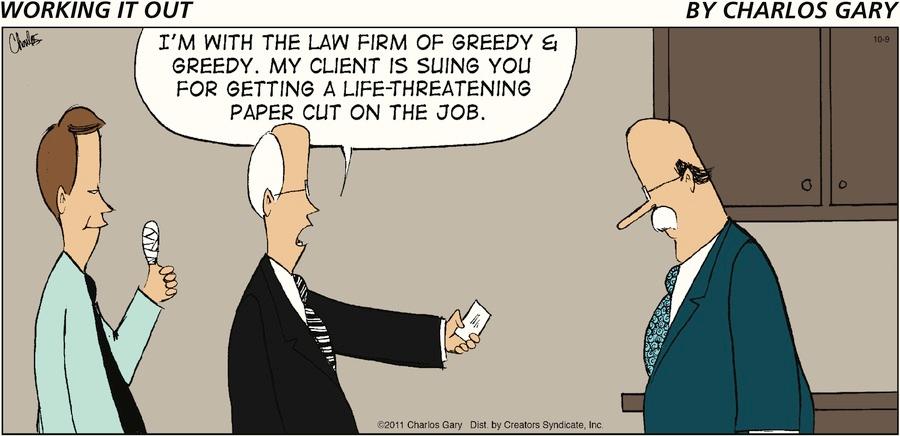 WORKING IT OUT
BY CHARLOS GARY
Charlos
10-9
I'M WITH THE LAW FIRM OF GREEDY &
GREEDY. MY CLIENT IS SUING YOU
FOR GETTING A LIFE-THREATENING
PAPER CUT ON THE JOB.
©2011 Charlos Gary Dist. by Creators Syndicate, Inc.